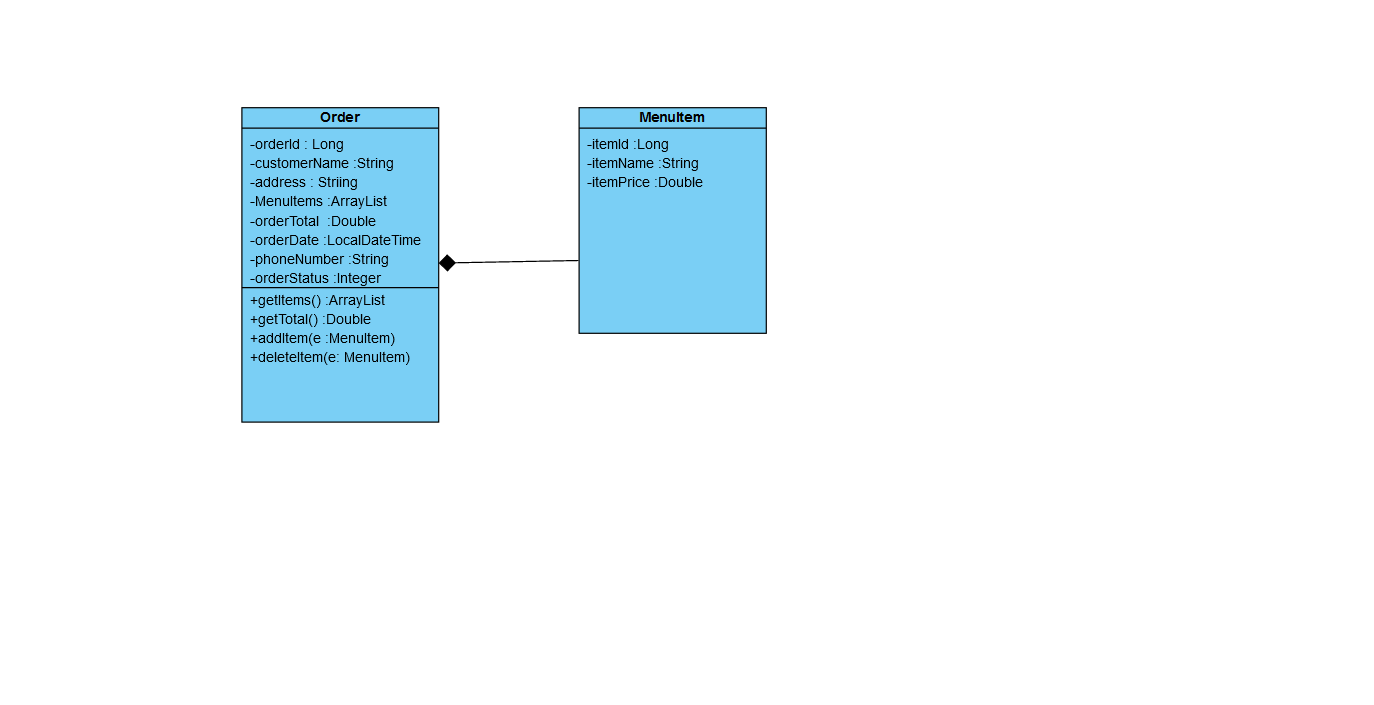 Order
-orderId : Long
-customerName :String
-address : Striing
-MenuItems :ArrayList
-orderTotal  :Double
-orderDate :LocalDateTime
-phoneNumber :String
-orderStatus :Integer
+getItems() :ArrayList
+getTotal() :Double
+addItem(e :MenuItem)
+deleteItem(e: MenuItem)
MenuItem
-itemId :Long
-itemName :String
-itemPrice :Double